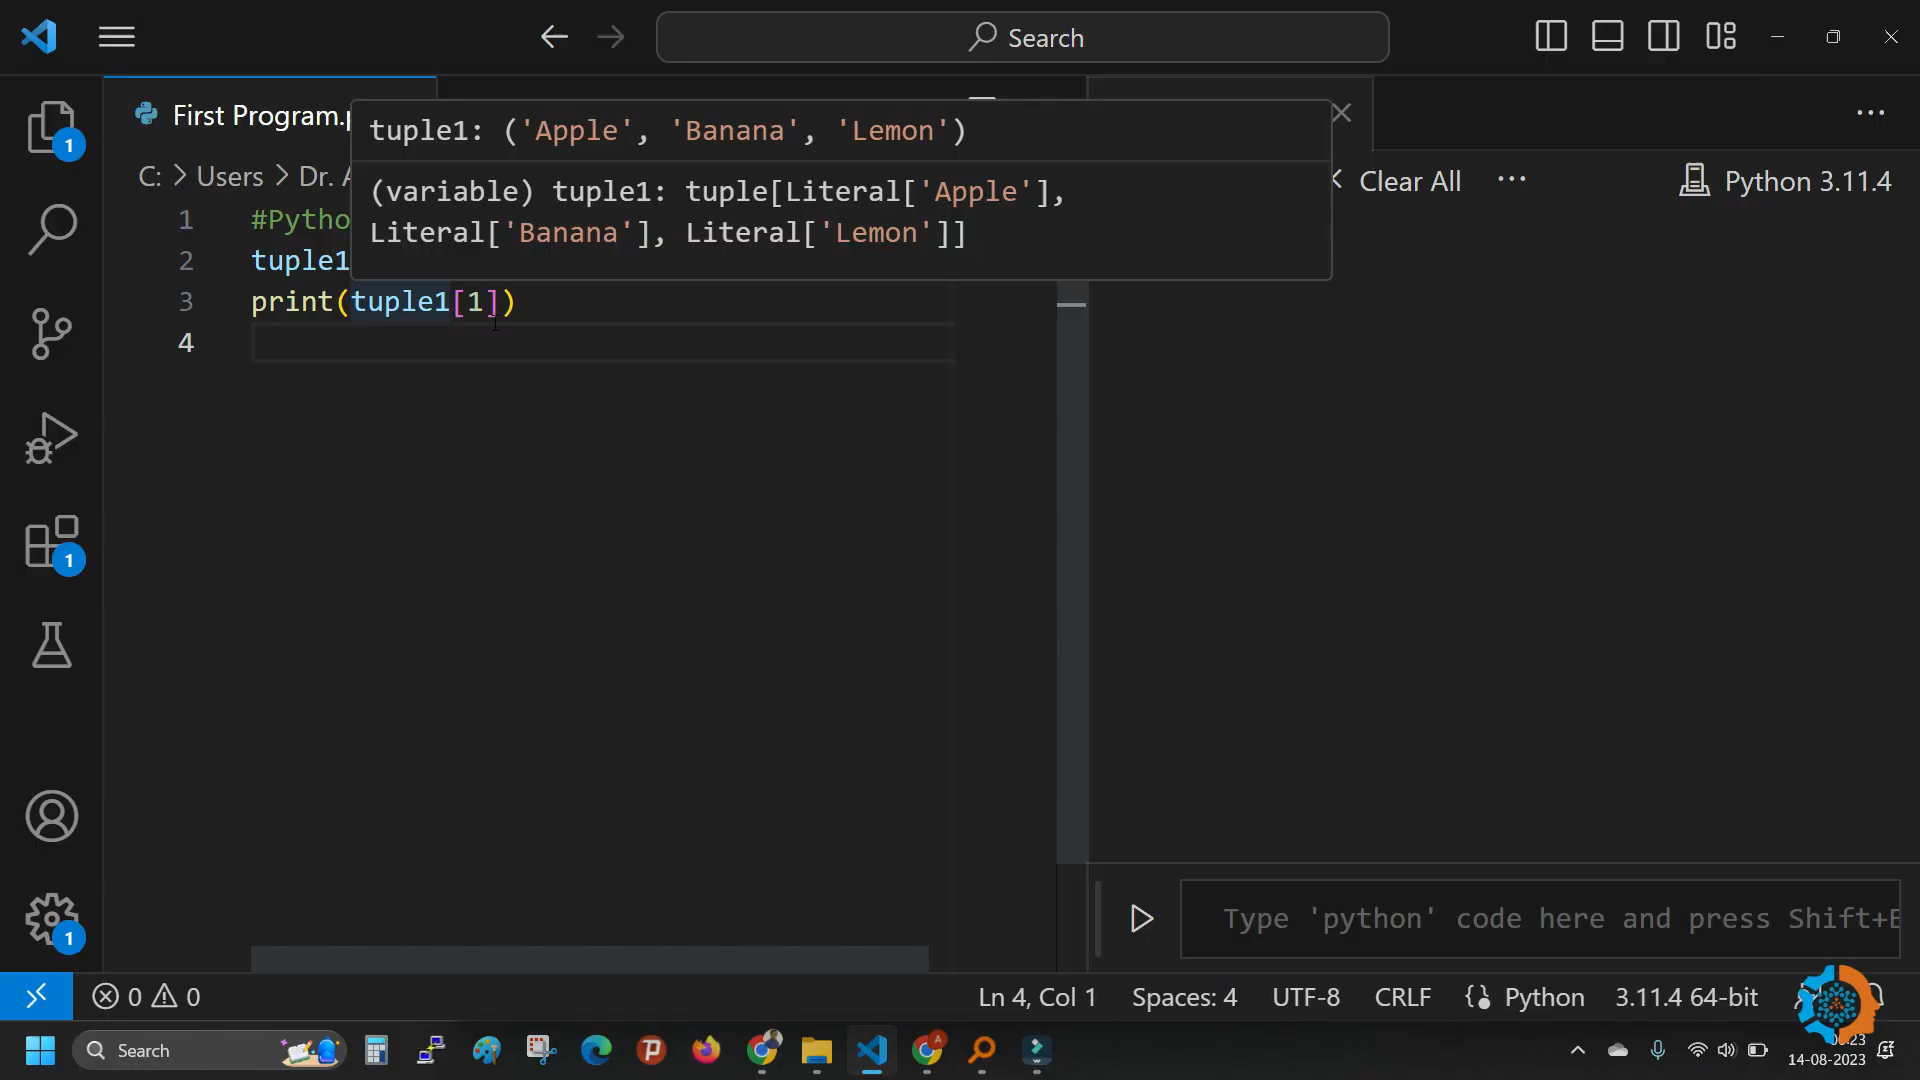 Search
First Program.p
tuple1: ('Apple', 'Banana', 'Lemon')
C: > Users > Dr. A
(variable) tuple1: tuple[Literal['Apple'],
Literal['Banana'], Literal['Lemon']]
Clear All
Python 3.11.4
1 #Pytho
2 tuple1
3 print(tuple1[1])
4
1
1
1
Type 'python' code here and press Shift+E
0 0
Ln 4, Col 1
Spaces: 4
UTF-8
CRLF
Python
3.11.4 64-bit
Search
14-08-2023